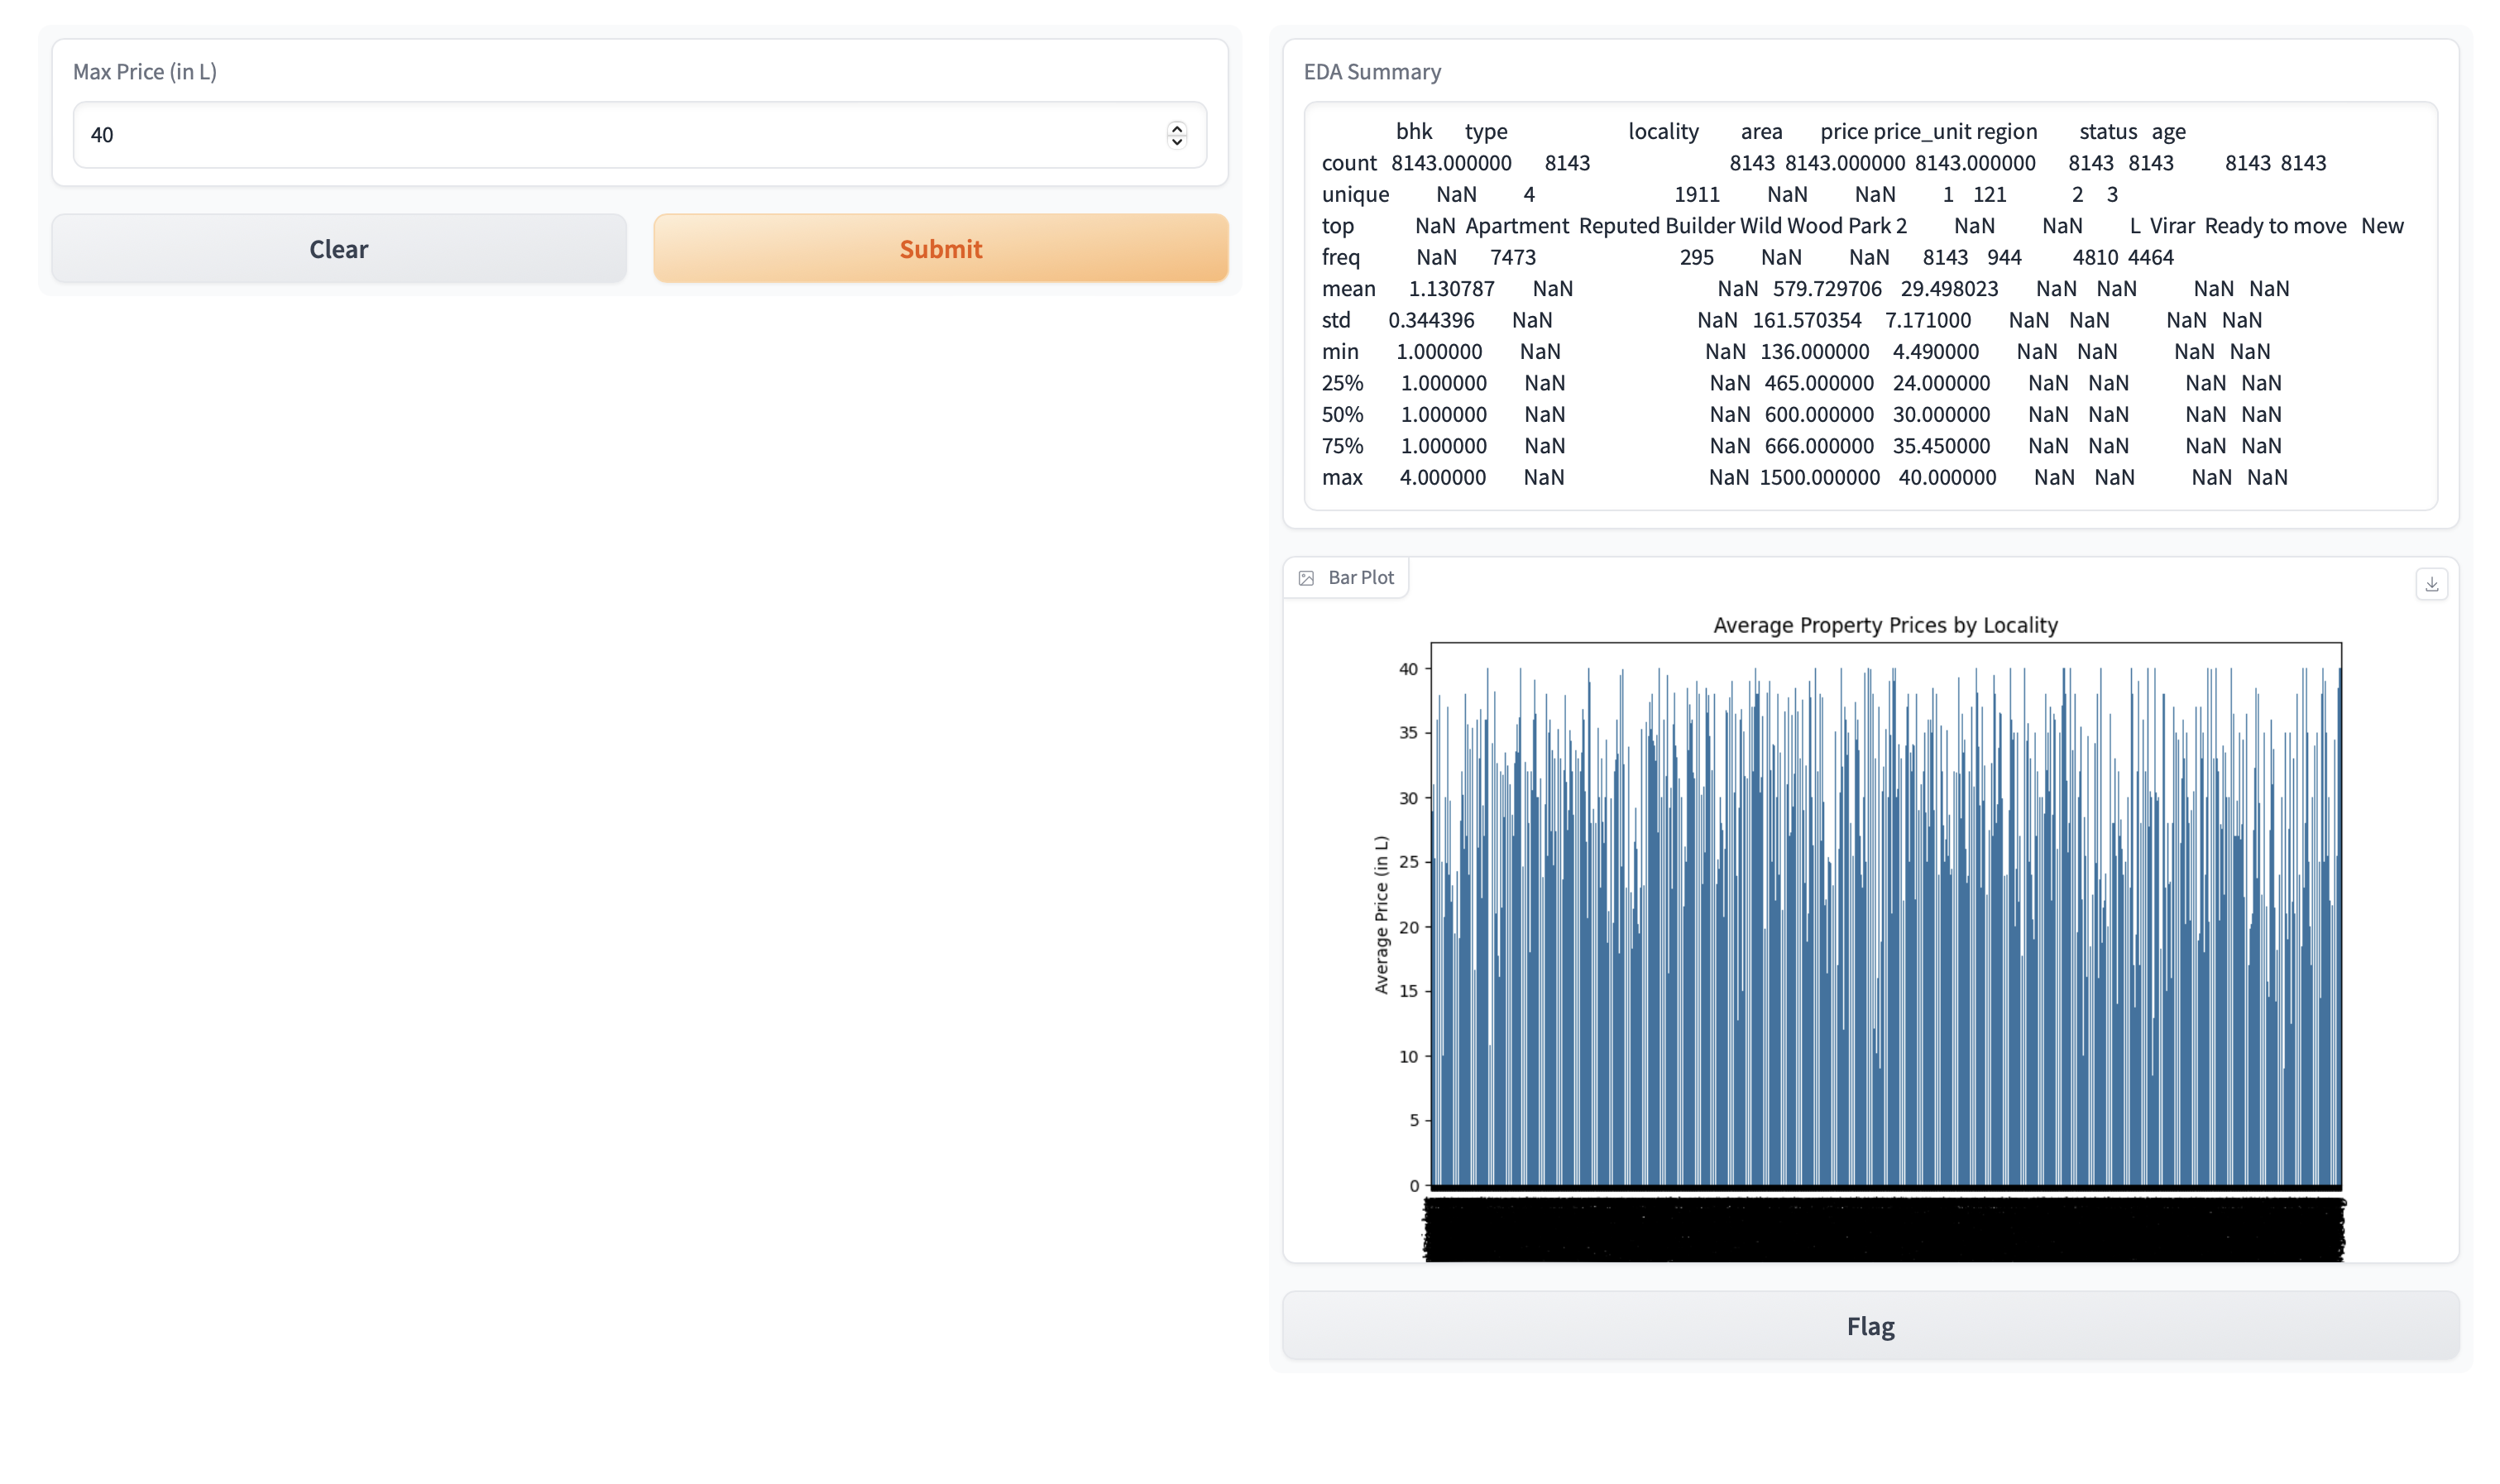 Max Price (in L)
40
Clear
Submit
EDA Summary
bhk type locality area price price_unit region status age
count 8143.000000 8143 8143 8143.000000 8143.000000 8143 8143 8143 8143
unique NaN 4 1911 NaN NaN 1 121 2 3
top NaN Apartment Reputed Builder Wild Wood Park 2 NaN NaN L Virar Ready to move New
freq NaN 7473 295 NaN NaN 8143 944 4810 4464
mean 1.130787 NaN NaN 579.729706 29.498023 NaN NaN NaN NaN
std 0.344396 NaN NaN 161.570354 7.171000 NaN NaN NaN NaN
min 1.000000 NaN NaN 136.000000 4.490000 NaN NaN NaN NaN
25% 1.000000 NaN NaN 465.000000 24.000000 NaN NaN NaN NaN
50% 1.000000 NaN NaN 600.000000 30.000000 NaN NaN NaN NaN
75% 1.000000 NaN NaN 666.000000 35.450000 NaN NaN NaN NaN
max 4.000000 NaN NaN 1500.000000 40.000000 NaN NaN NaN NaN
Bar Plot
Average Property Prices by Locality
Average Price (in L)
40
35
30
25
20
15
10
5
0
Flag